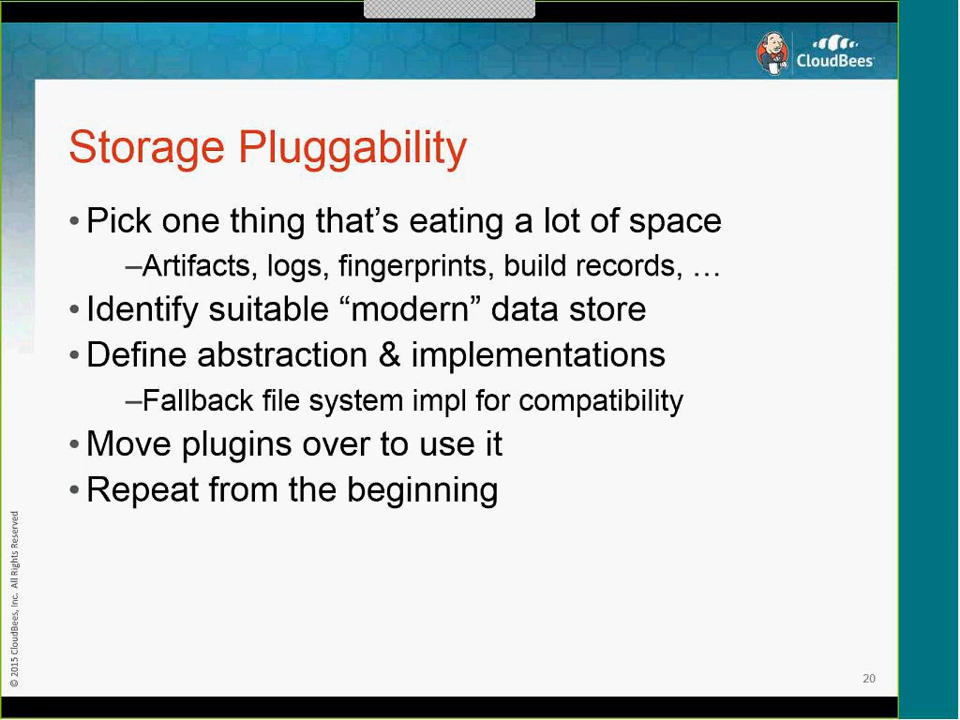 CloudBees
Storage Pluggability
• Pick one thing that’s eating a lot of space
–Artifacts, logs, fingerprints, build records, …
• Identify suitable “modern” data store
• Define abstraction & implementations
–Fallback file system impl for compatibility
• Move plugins over to use it
• Repeat from the beginning
© 2015 CloudBees, Inc. All Rights Reserved
20